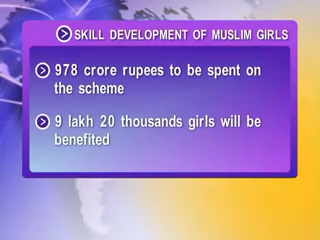 SKILL DEVELOPMENT OF MUSLIM GIRLS
978 crore rupees to be spent on
the scheme
9 lakh 20 thousands girls will be
benefited